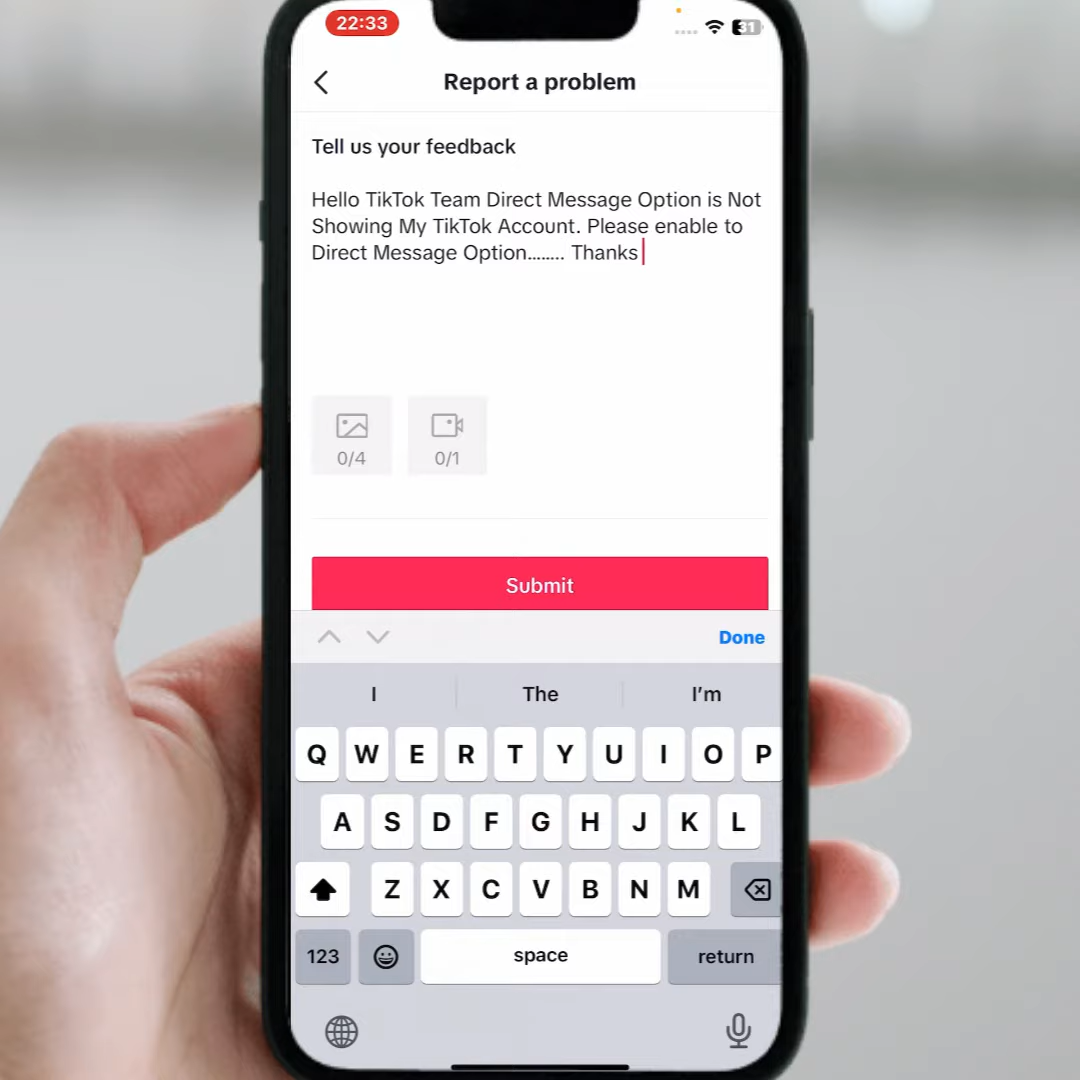 22:33
31
Report a problem
Tell us your feedback
Hello TikTok Team Direct Message Option is Not
Showing My TikTok Account. Please enable to
Direct Message Option........ Thanks
0/4
0/1
Submit
Done
I
The
I'm
Q W E R T Y U I O P
A S D F G H J K L
Z X C V B N M
123
space
return